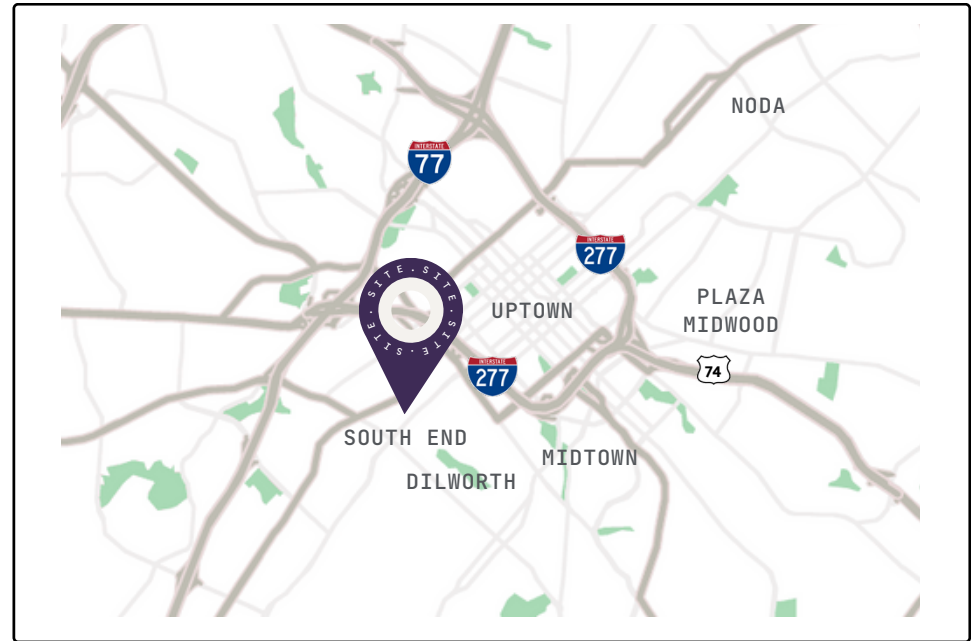 NODA
INTERSTATE
77
INTERSTATE
277
SITE·SITE·SITE·SITE·
PLAZA
MIDWOOD
UPTOWN
INTERSTATE
277
74
SOUTH END
MIDTOWN
DILWORTH